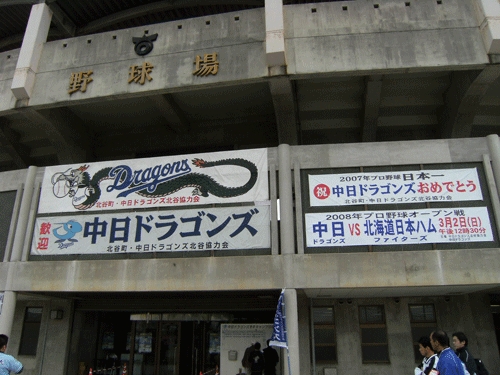 野球場
Dragons
北谷町・中日ドラゴンズ北谷協力会
歓迎 中日ドラゴンズ
北谷町・中日ドラゴンズ北谷協力会
2007年プロ野球 日本一
祝 中日ドラゴンズおめでとう
北谷町・中日ドラゴンズ北谷協力会
2008年プロ野球オープン戦
中日 VS 北海道日本ハム 3月2日(日)
ドラゴンズ ファイターズ 午後12時30分